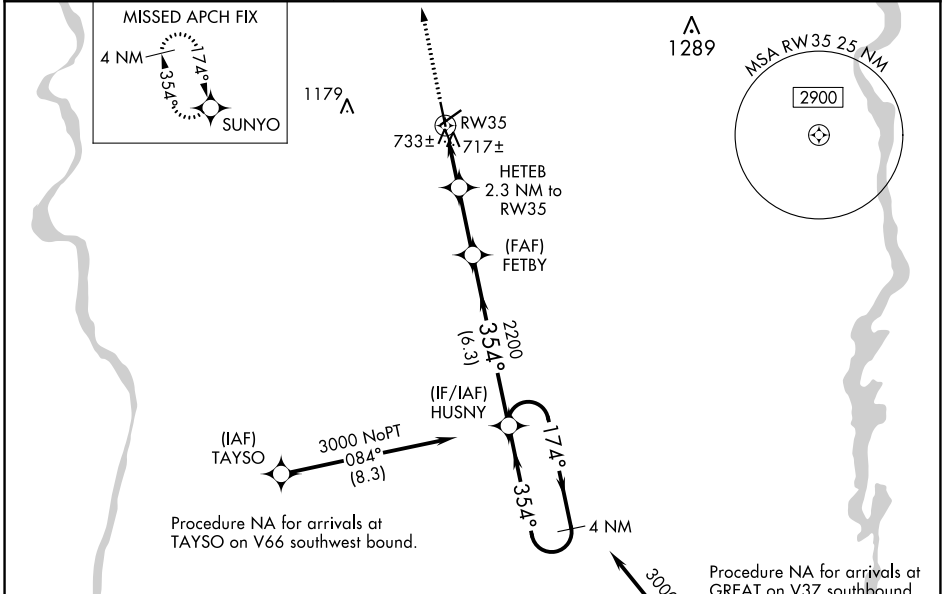 MISSED APCH FIX
4 NM
174°
354°
SUNYO
1179
1289
MSA RW35 25 NM
2900
RW35
733±
717±
HETEB
2.3 NM to
RW35
(FAF)
FETBY
2200
354°
(6.3)
(IF/IAF)
HUSNY
(IAF)
TAYSO
3000 NoPT
084°
(8.3)
174°
354°
4 NM
Procedure NA for arrivals at
TAYSO on V66 southwest bound.
3000
Procedure NA for arrivals at
GREAT on V37 southbound